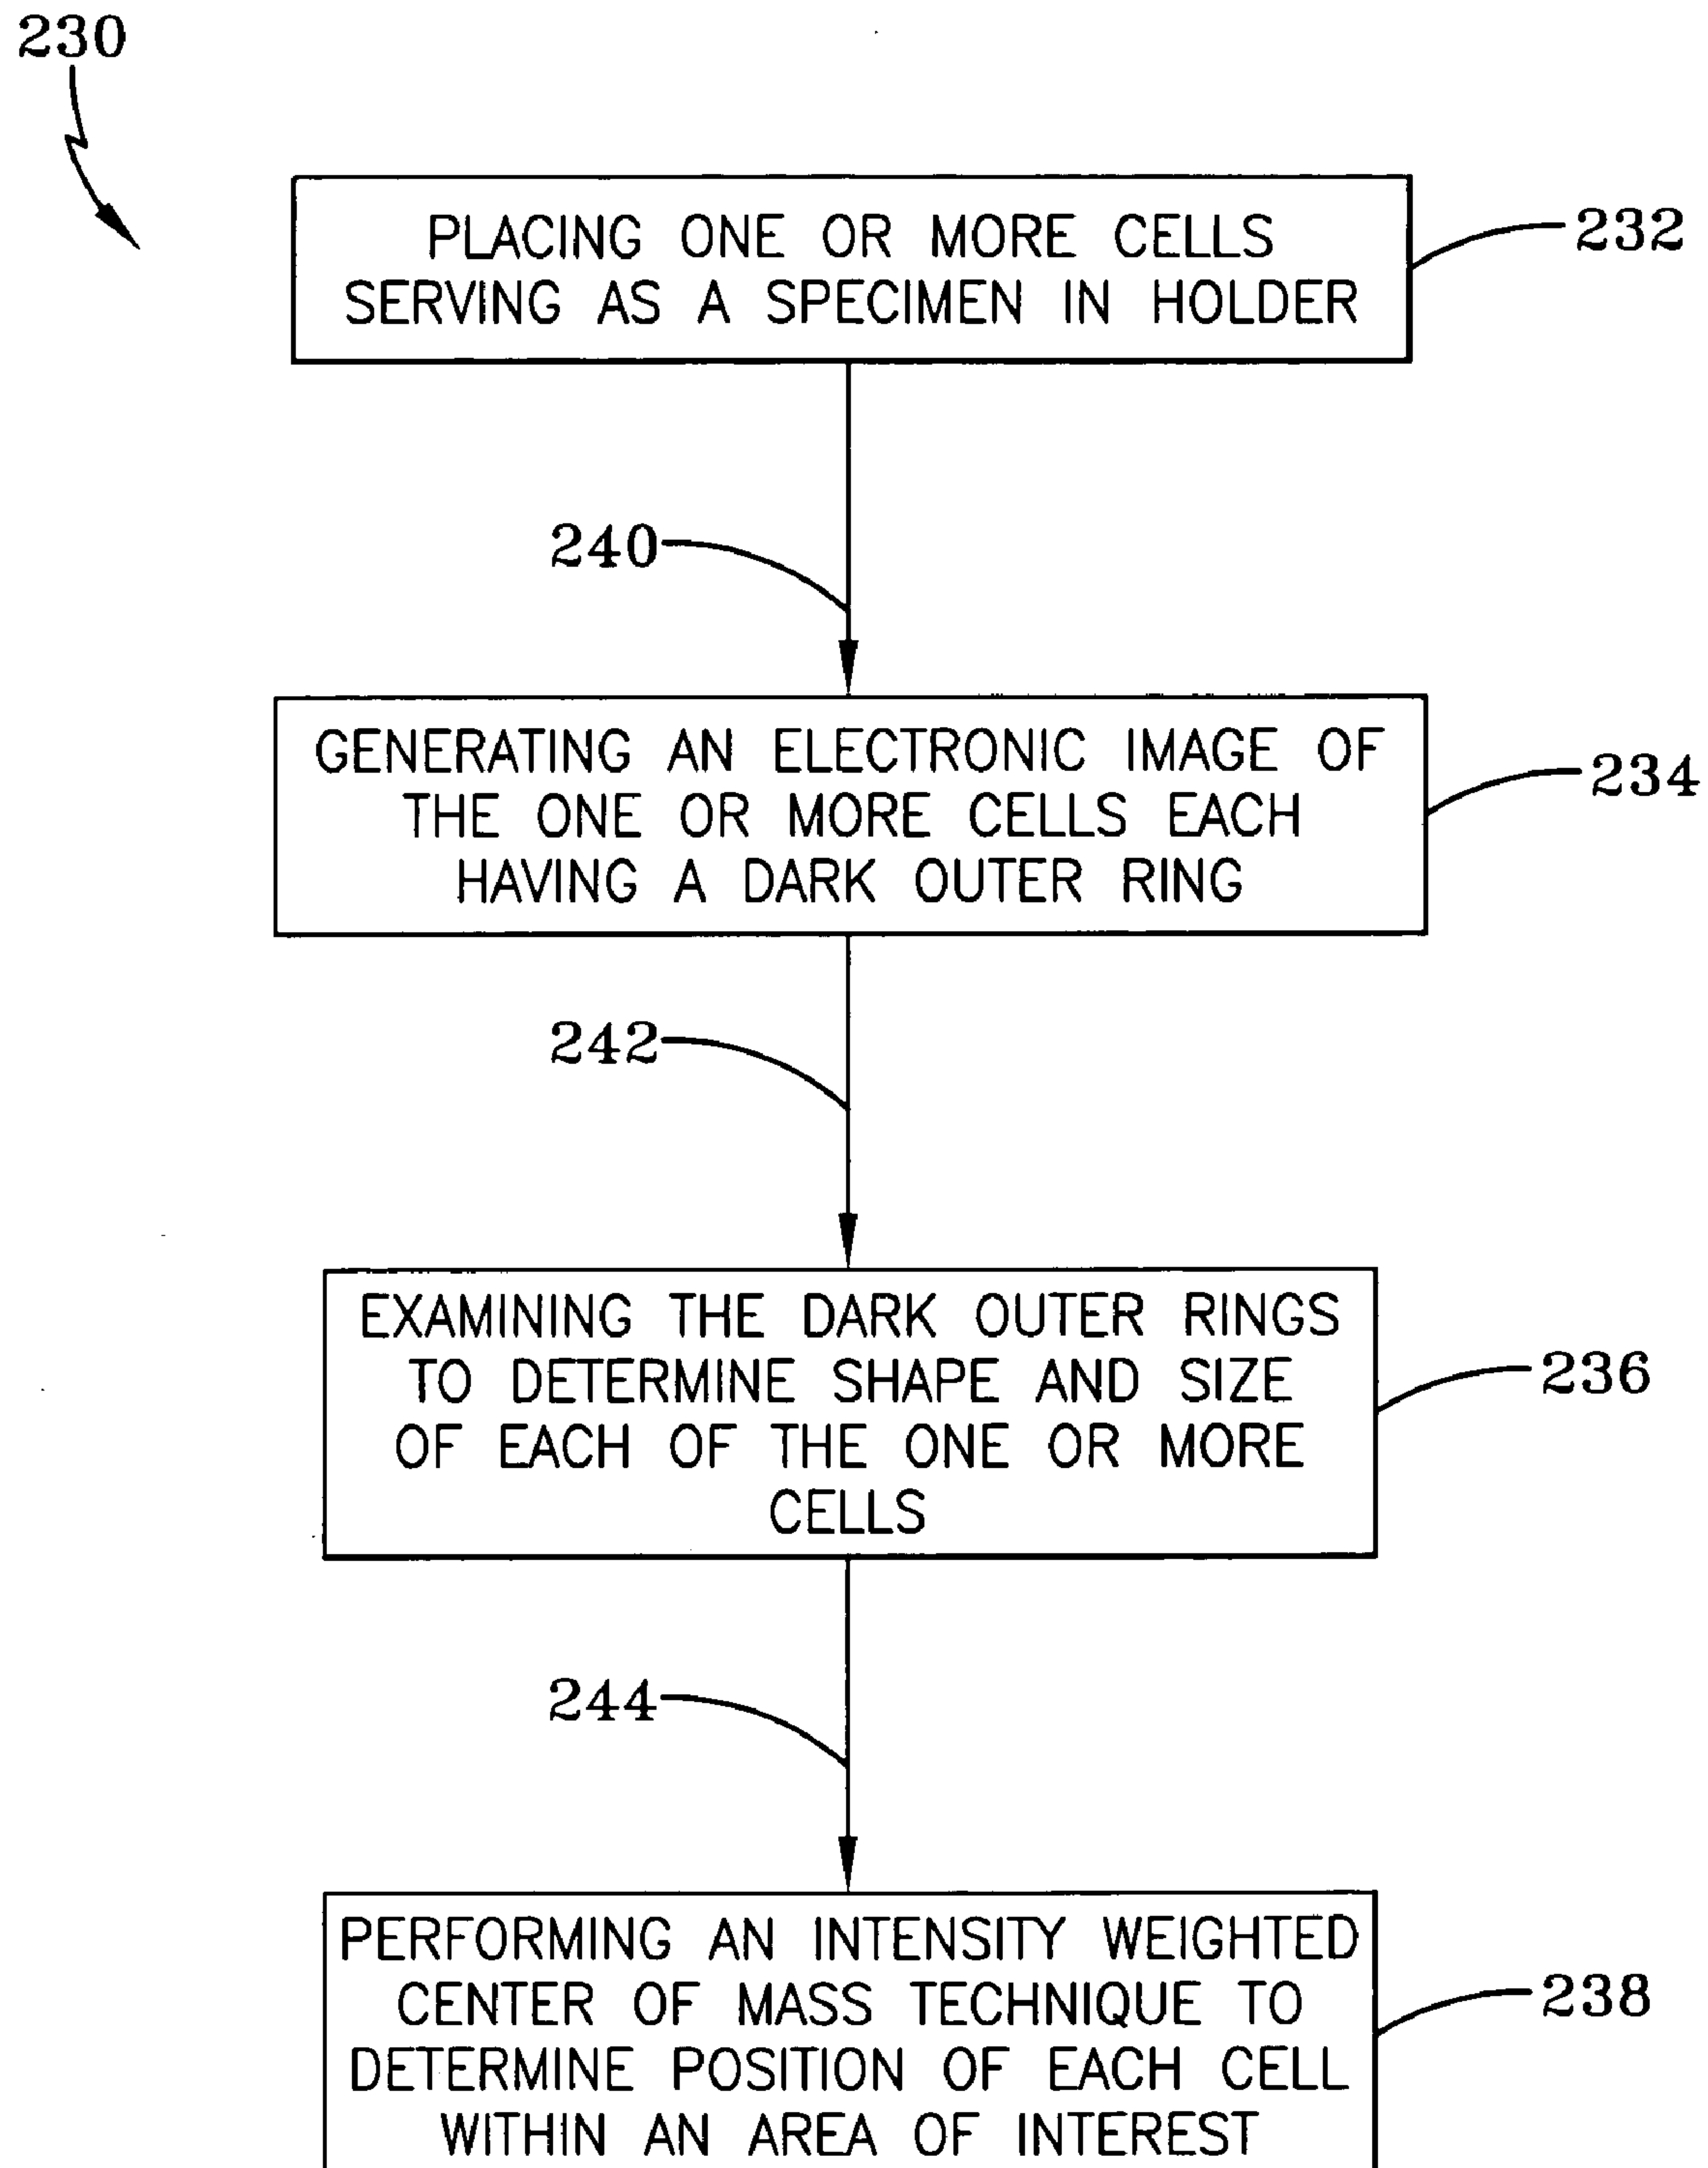 230
PLACING ONE OR MORE CELLS
SERVING AS A SPECIMEN IN HOLDER
232
240
GENERATING AN ELECTRONIC IMAGE OF
THE ONE OR MORE CELLS EACH
HAVING A DARK OUTER RING
234
242
EXAMINING THE DARK OUTER RINGS
TO DETERMINE SHAPE AND SIZE
OF EACH OF THE ONE OR MORE
CELLS
236
244
PERFORMING AN INTENSITY WEIGHTED
CENTER OF MASS TECHNIQUE TO
DETERMINE POSITION OF EACH CELL
WITHIN AN AREA OF INTEREST
238